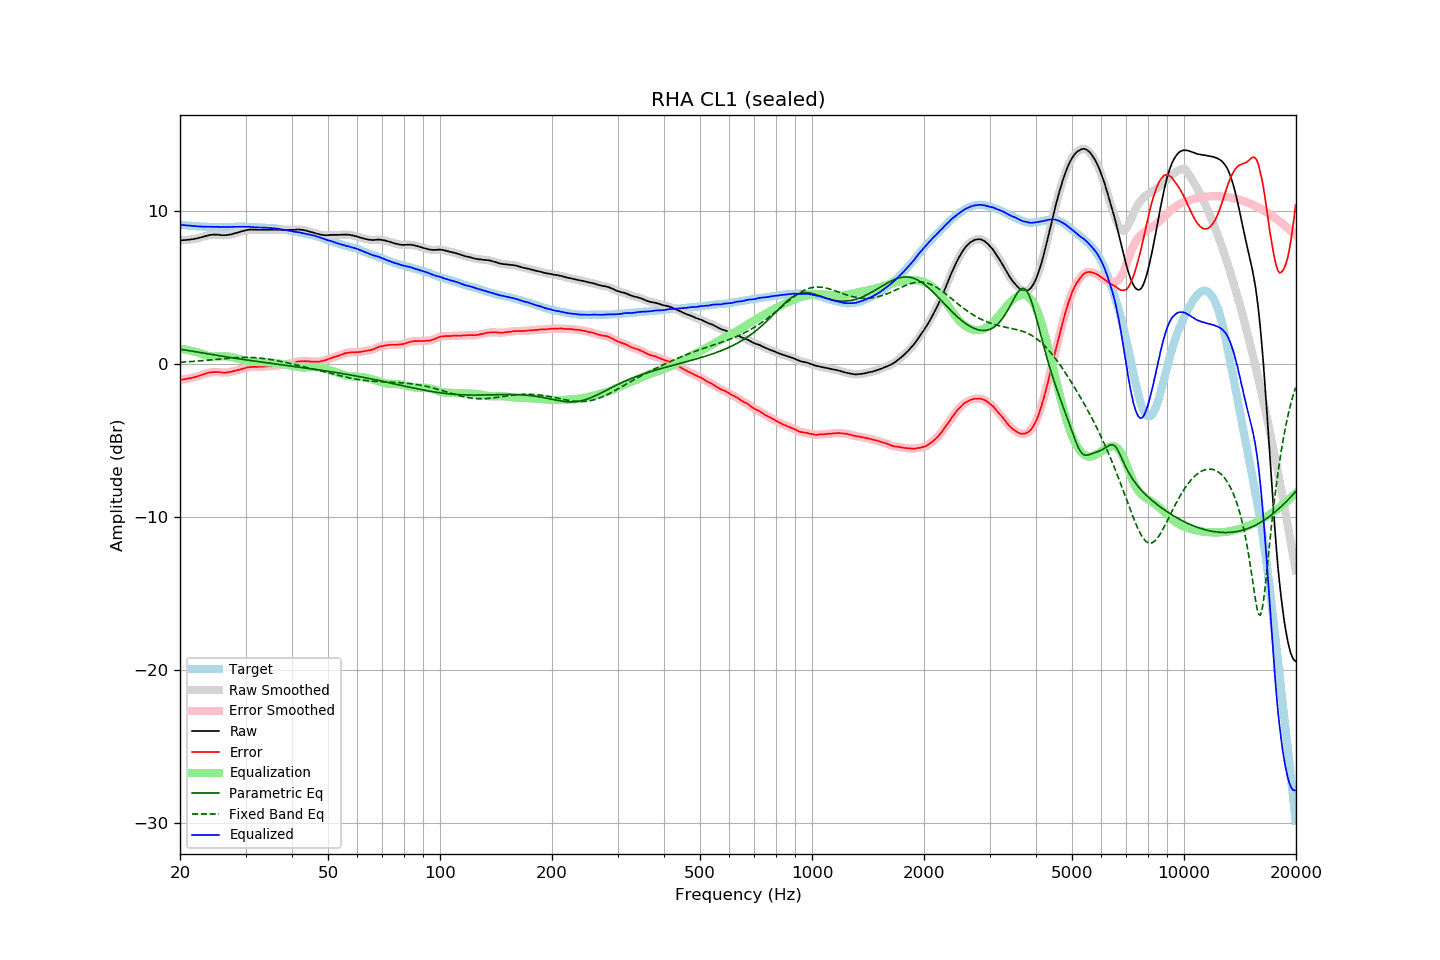 RHA CL1 (sealed)
Amplitude (dBr)
10
0
−10
−20
−30
Target
Raw Smoothed
Error Smoothed
Raw
Error
Equalization
Parametric Eq
Fixed Band Eq
Equalized
20 50 100 200 500 1000 2000 5000 10000 20000
Frequency (Hz)